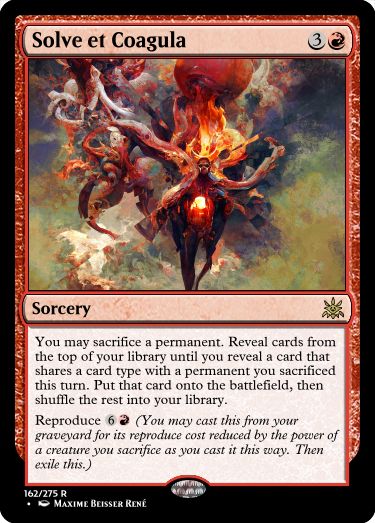 Solve et Coagula 3
Sorcery
You may sacrifice a permanent. Reveal cards from
the top of your library until you reveal a card that
shares a card type with a permanent you sacrificed
this turn. Put that card onto the battlefield, then
shuffle the rest into your library.
Reproduce 6 (You may cast this from your
graveyard for its reproduce cost reduced by the power of
a creature you sacrifice as you cast it this way. Then
exile this.)
162/275 R
• Maxime Beisser René